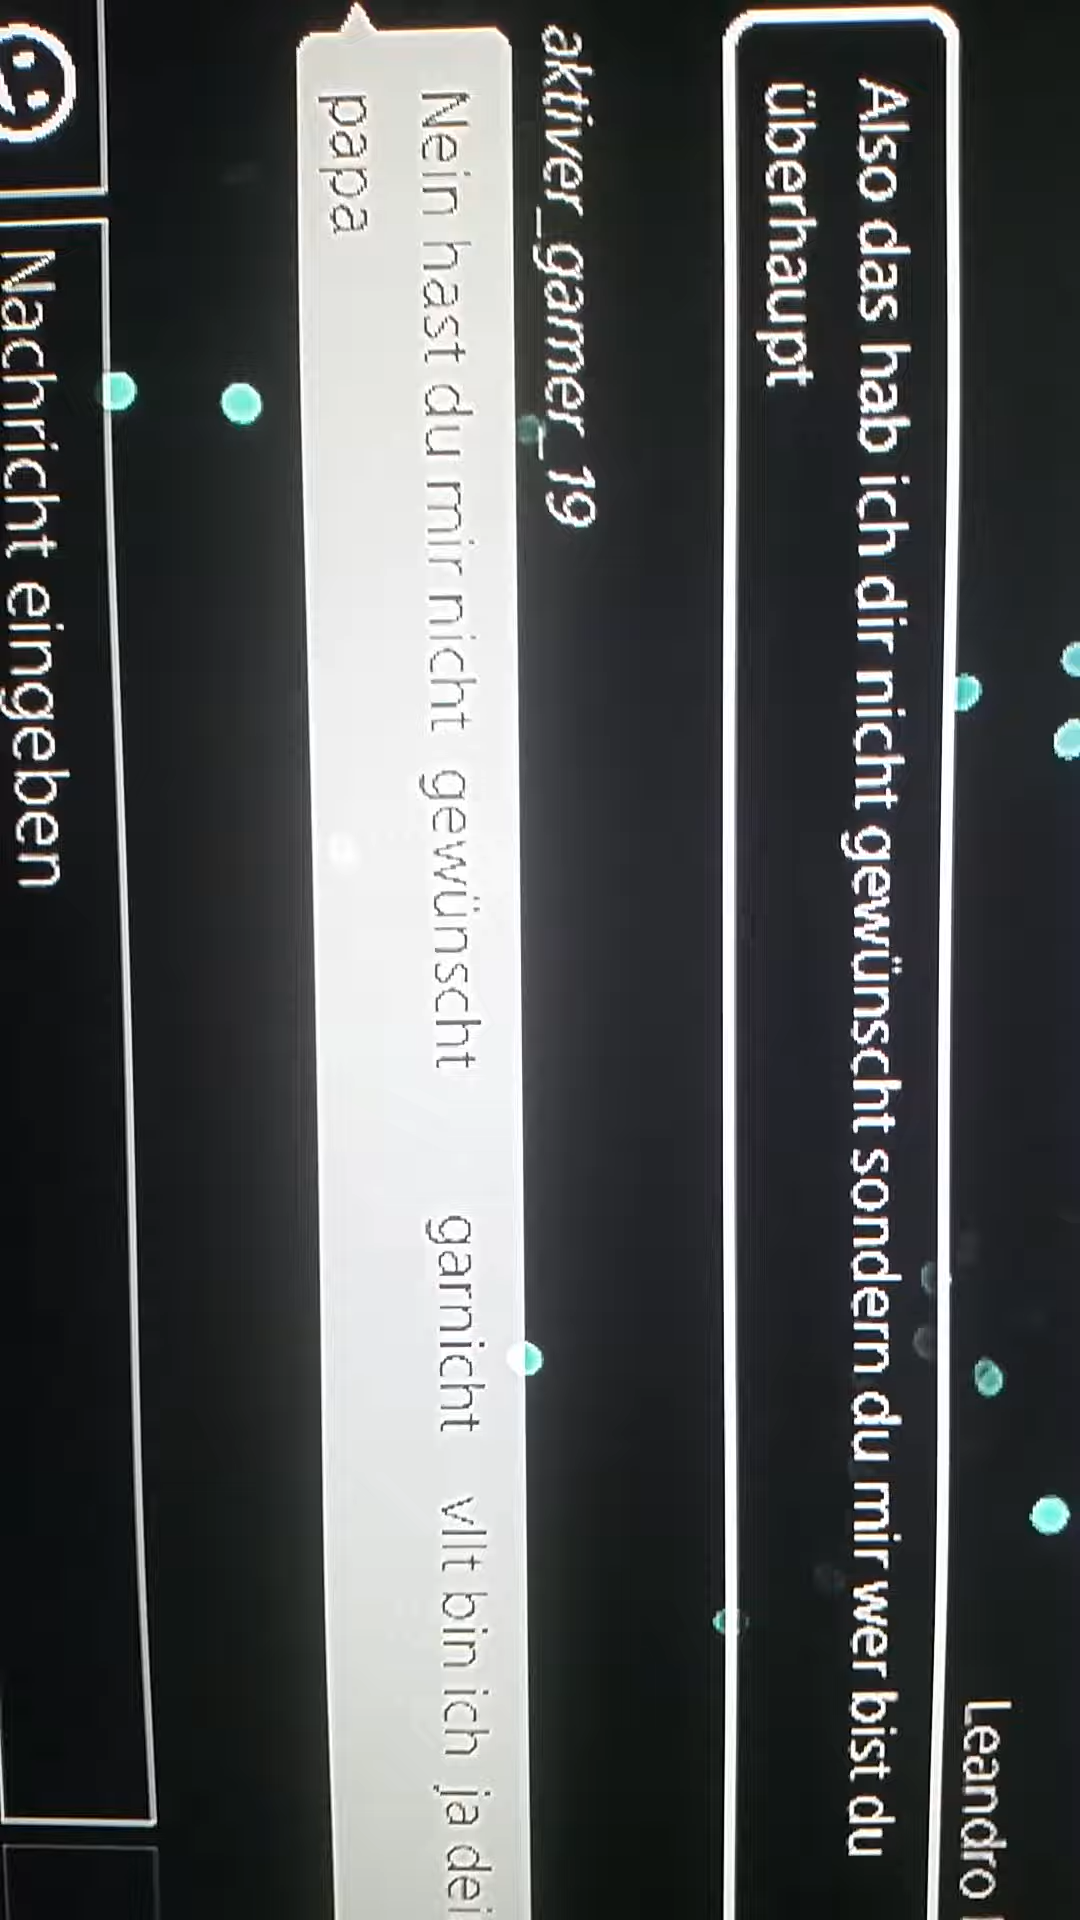 Leandro
Also das hab ich dir nicht gewünscht sondern du mir wer bist du
überhaupt
aktiver_gamer_19
Nein hast du mir nicht gewünscht garnicht vllt bin ich ja
papa
Nachricht eingeben